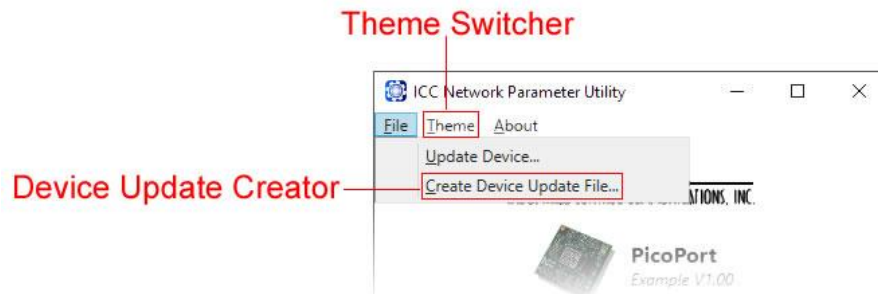 Theme Switcher
ICC Network Parameter Utility
File Theme About
Update Device...
Device Update Creator
Create Device Update File...
TIONS, INC.
PicoPort
Example V1.00